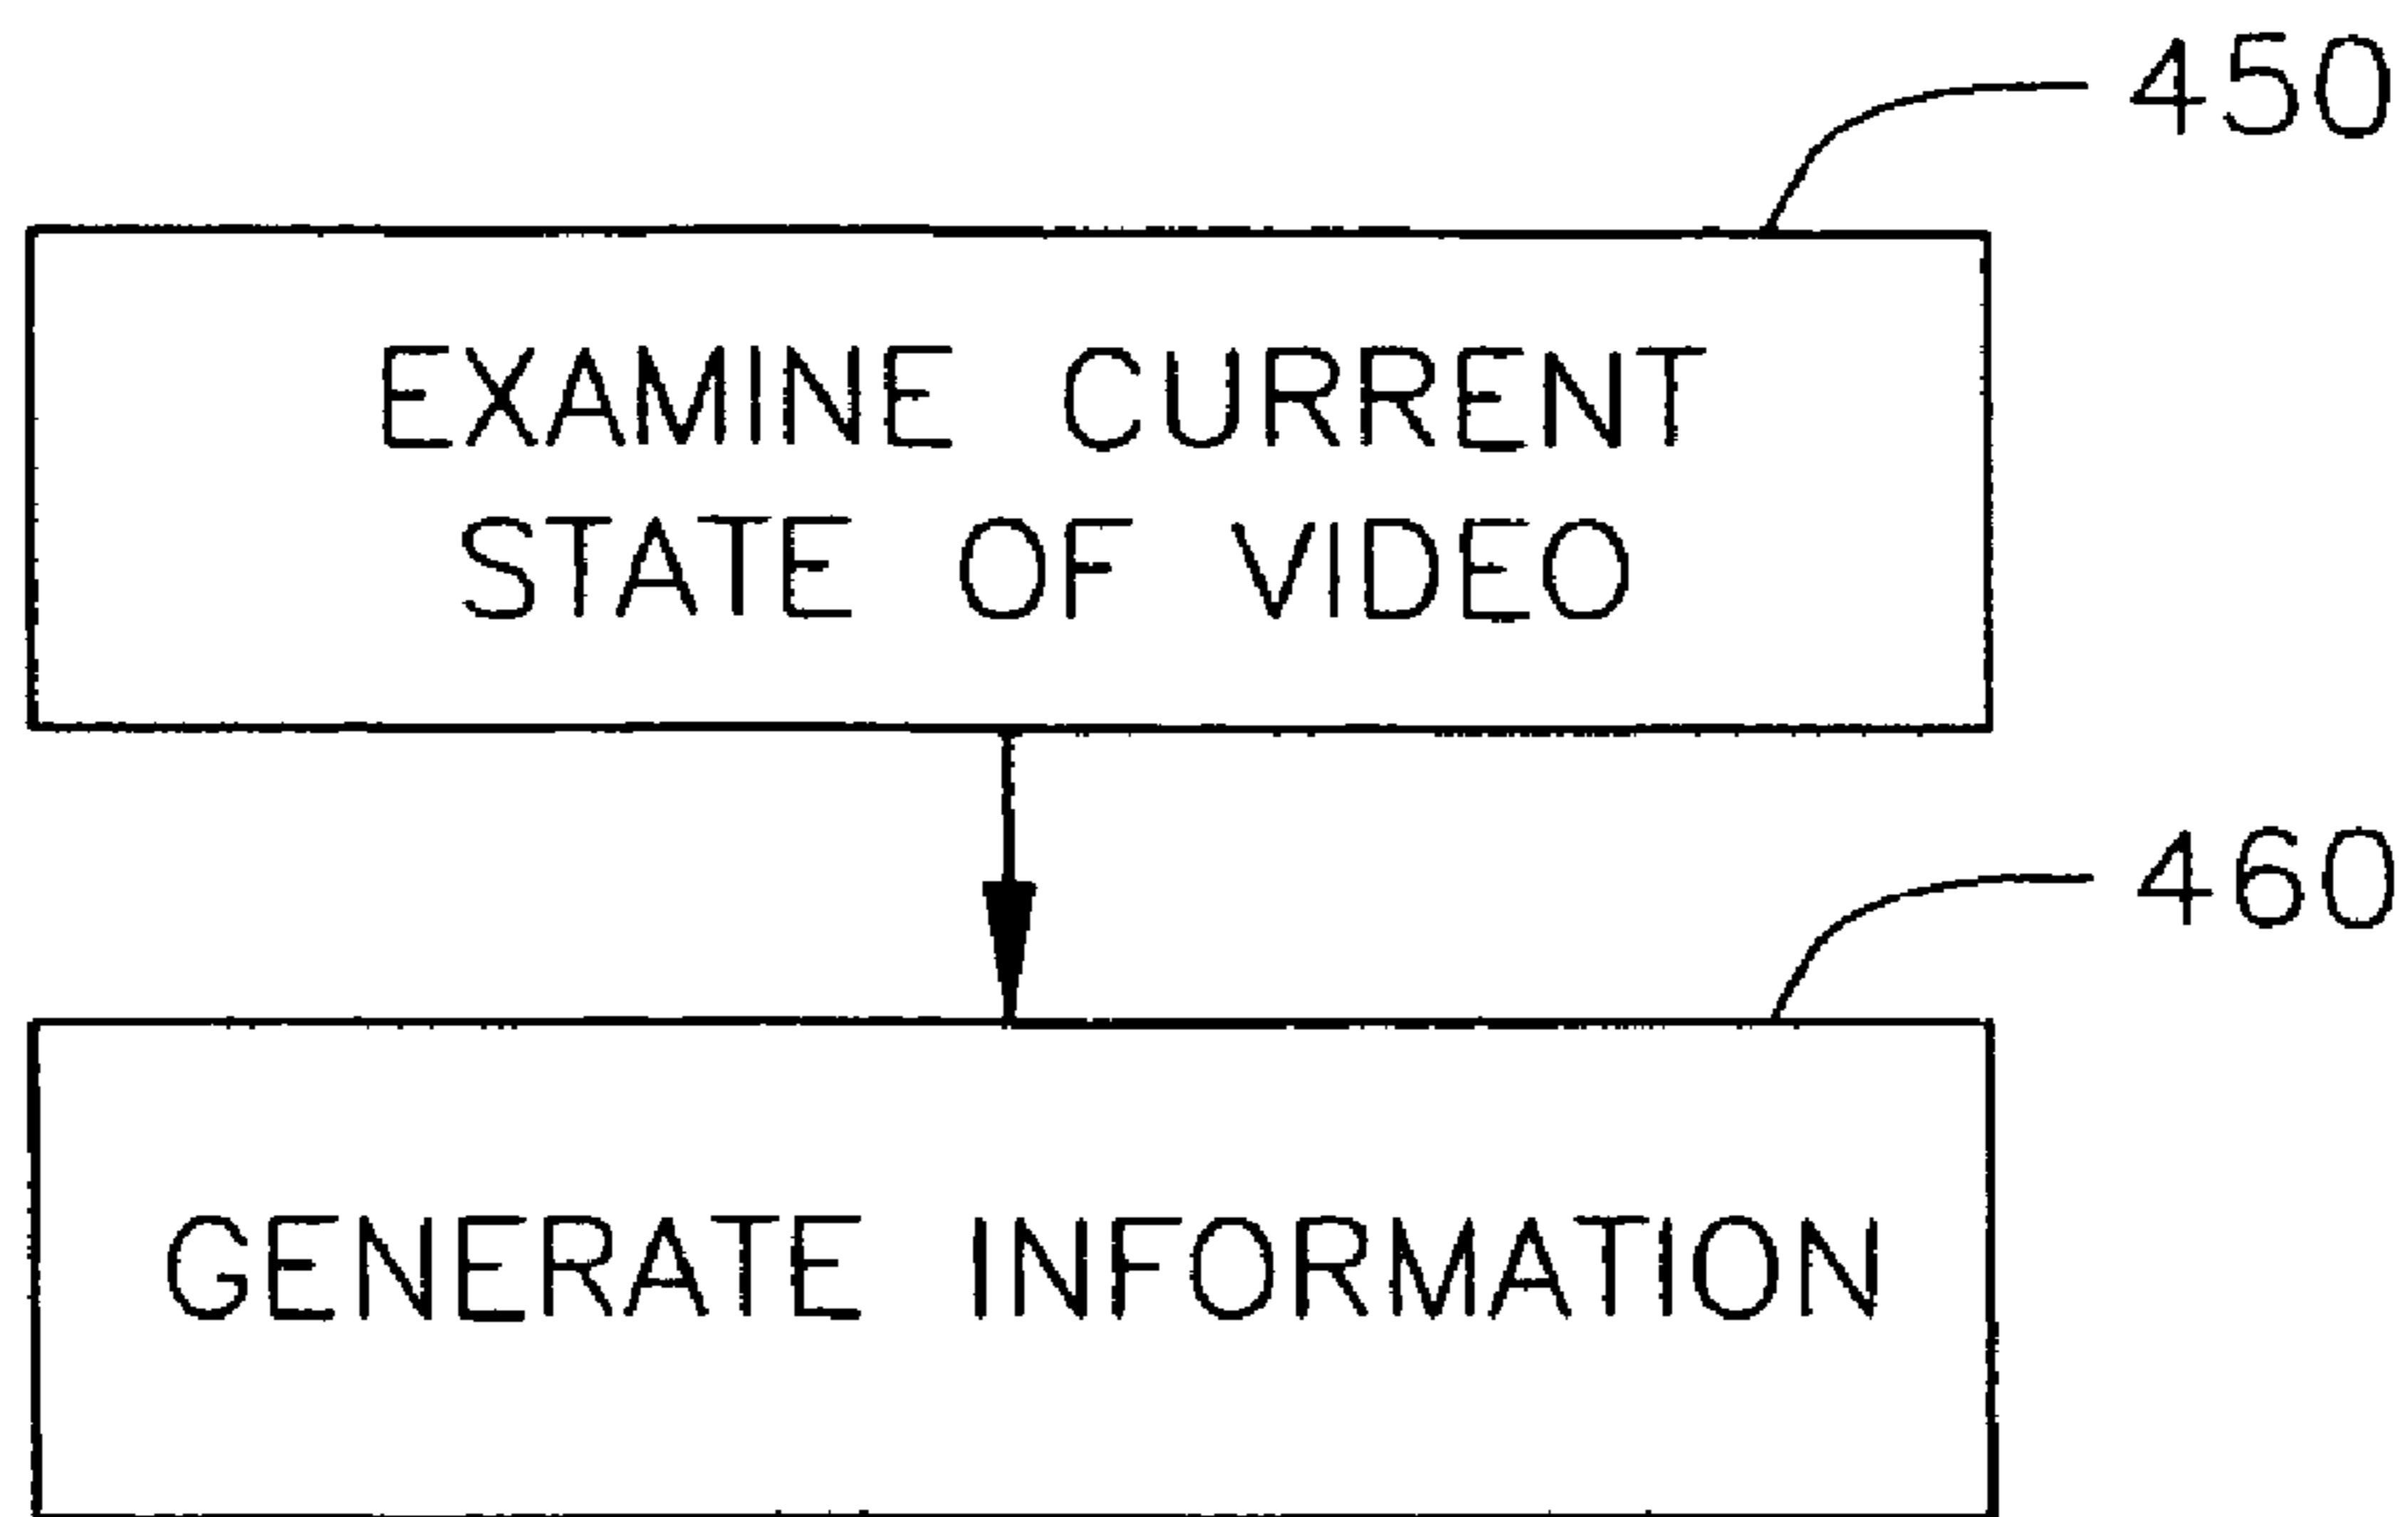 450
EXAMINE CURRENT
STATE OF VIDEO
460
GENERATE INFORMATION